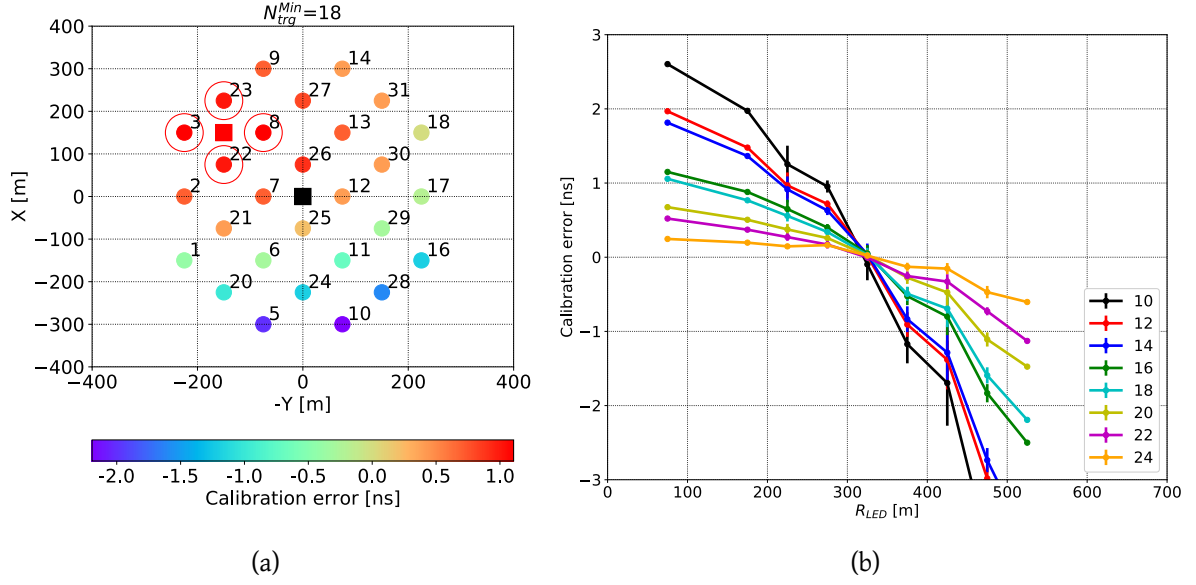 N_{trg}^{Min}=18
400
300
200
100
0
−100
−200
−300
−400
X [m]
9 14
23 27 31
3 8 13 18
22 26 30
2 7 12 17
21 25 29
1 6 11 16
20 24 28
5 10
−400 −200 0 200 400
-Y [m]
-2.0 -1.5 -1.0 -0.5 0.0 0.5 1.0
Calibration error [ns]
(a)
3
2
1
0
−1
−2
−3
Calibration error [ns]
10
12
14
16
18
20
22
24
0 100 200 300 400 500 600 700
R_{LED} [m]
(b)